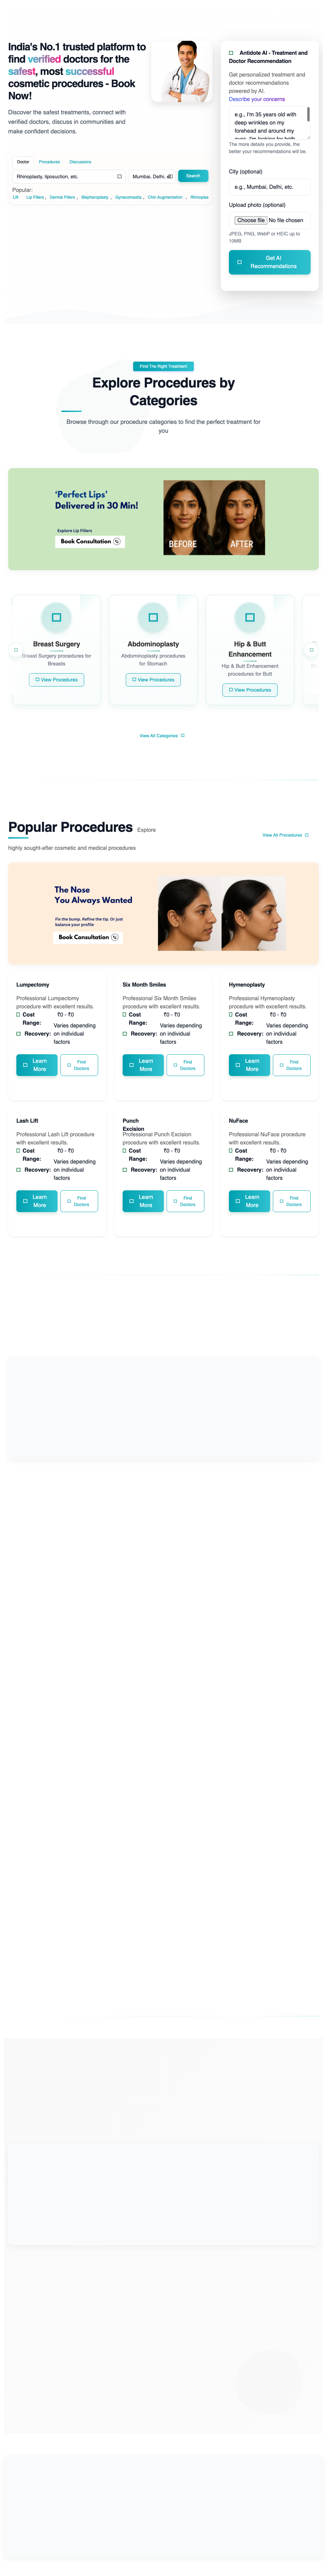 India's No.1 trusted platform to
find verified doctors for the
safest, most successful
cosmetic procedures - Book
Now!
Discover the safest treatments, connect with
verified doctors, discuss in communities and
make confident decisions.
Doctor Procedures Discussions
Rhinoplasty, liposuction, etc.
Mumbai, Delhi,
Search
Popular:
Lift Lip Fillers , Dermal Fillers , Blepharoplasty , Gynecomastia , Chin Augmentation , Rhinoplas
Antidote AI - Treatment and
Doctor Recommendation
Get personalized treatment and
doctor recommendations
powered by AI.
Describe your concerns
e.g., I'm 35 years old with
deep wrinkles on my
forehead and around my
eyes. I'm looking for both
The more details you provide, the
better your recommendations will be.
City (optional)
e.g., Mumbai, Delhi, etc.
Upload photo (optional)
Choose file No file chosen
JPEG, PNG, WebP or HEIC up to
10MB
Get AI
Recommendations
Find The Right Treatment
Explore Procedures by
Categories
Browse through our procedure categories to find the perfect treatment for
you
'Perfect Lips'
Delivered in 30 Min!
Explore Lip Fillers
Book Consultation
BEFORE AFTER
Breast Surgery
Breast Surgery procedures for
Breasts
View Procedures
Abdominoplasty
Abdominoplasty procedures
for Stomach
View Procedures
Hip & Butt
Enhancement
Hip & Butt Enhancement
procedures for Butt
View Procedures
View All Categories
Popular Procedures Explore
highly sought-after cosmetic and medical procedures
View All Procedures
The Nose
You Always Wanted
Fix the bump. Refine the tip. Or just
balance your profile
Book Consultation
Lumpectomy
Professional Lumpectomy
procedure with excellent results.
Cost Range: ₹0 - ₹0
Recovery: Varies depending
on individual
factors
Learn More
Find Doctors
Six Month Smiles
Professional Six Month Smiles
procedure with excellent results.
Cost Range: ₹0 - ₹0
Recovery: Varies depending
on individual
factors
Learn More
Find Doctors
Hymenoplasty
Professional Hymenoplasty
procedure with excellent results.
Cost Range: ₹0 - ₹0
Recovery: Varies depending
on individual
factors
Learn More
Find Doctors
Lash Lift
Professional Lash Lift procedure
with excellent results.
Cost Range: ₹0 - ₹0
Recovery: Varies depending
on individual
factors
Learn More
Find Doctors
Punch
Excision
Professional Punch Excision
procedure with excellent results.
Cost Range: ₹0 - ₹0
Recovery: Varies depending
on individual
factors
Learn More
Find Doctors
NuFace
Professional NuFace procedure
with excellent results.
Cost Range: ₹0 - ₹0
Recovery: Varies depending
on individual
factors
Learn More
Find Doctors